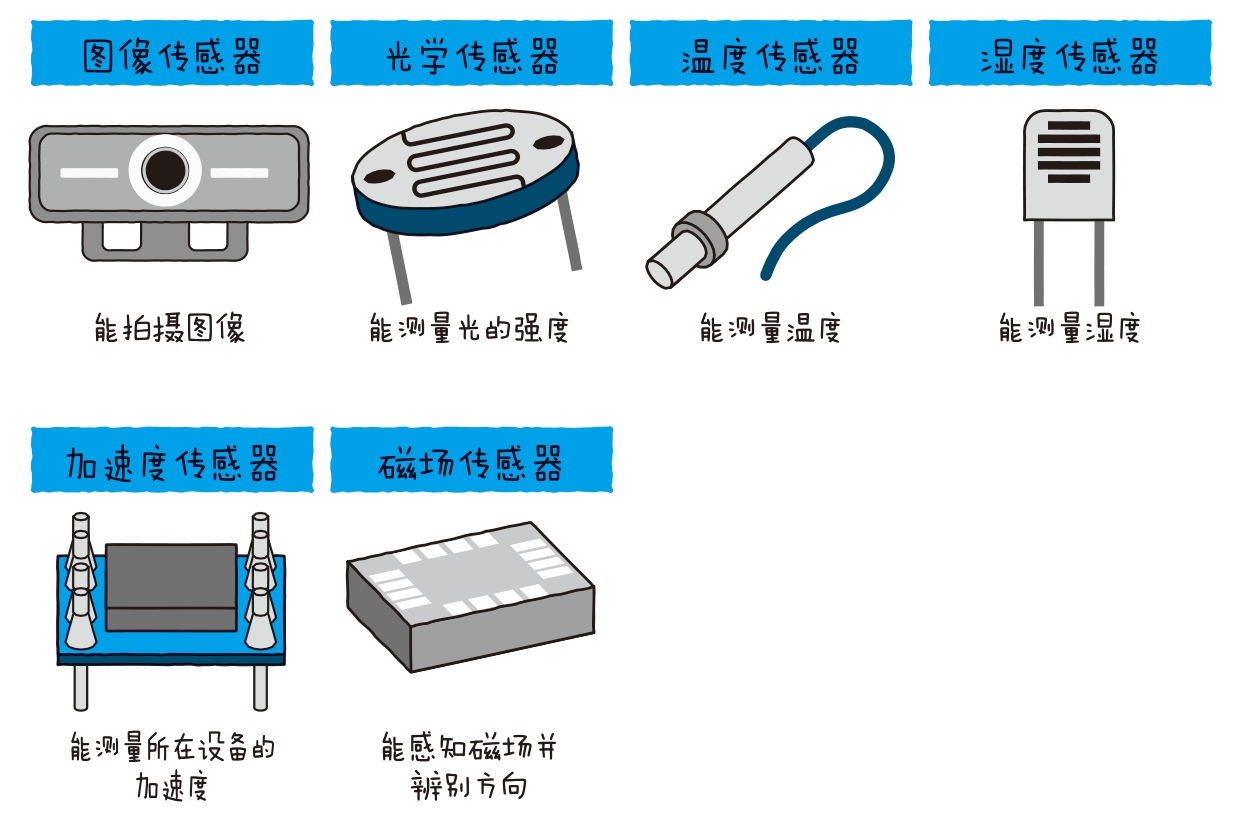 图像传感器
光学传感器
温度传感器
湿度传感器
能拍摄图像
能测量光的强度
能测量温度
能测量湿度
加速度传感器
磁场传感器
能测量所在设备的
加速度
能感知磁场并
辨别方向